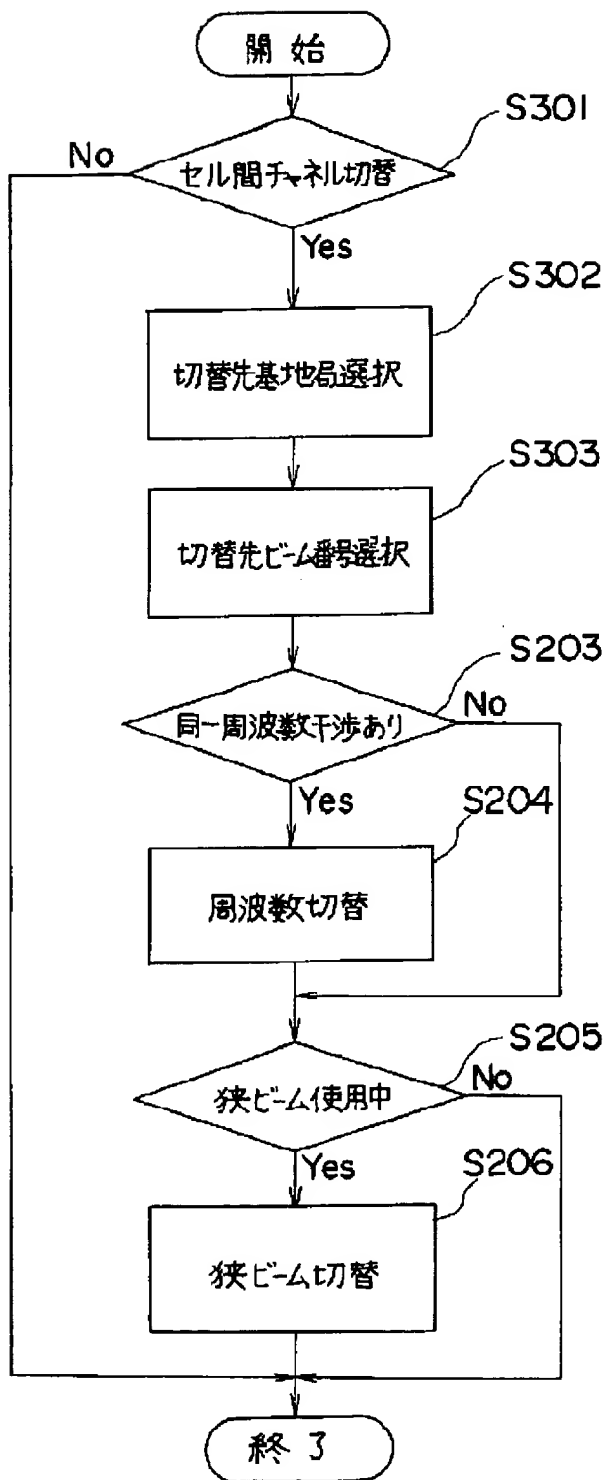 開始
S301
No
セル間チャネル切替
Yes
S302
切替先基地局選択
S303
切替先ビーム番号選択
S203
同一周波数干渉あり
No
Yes
S204
周波数切替
S205
狭ビーム使用中
No
Yes
S206
狭ビーム切替
終了